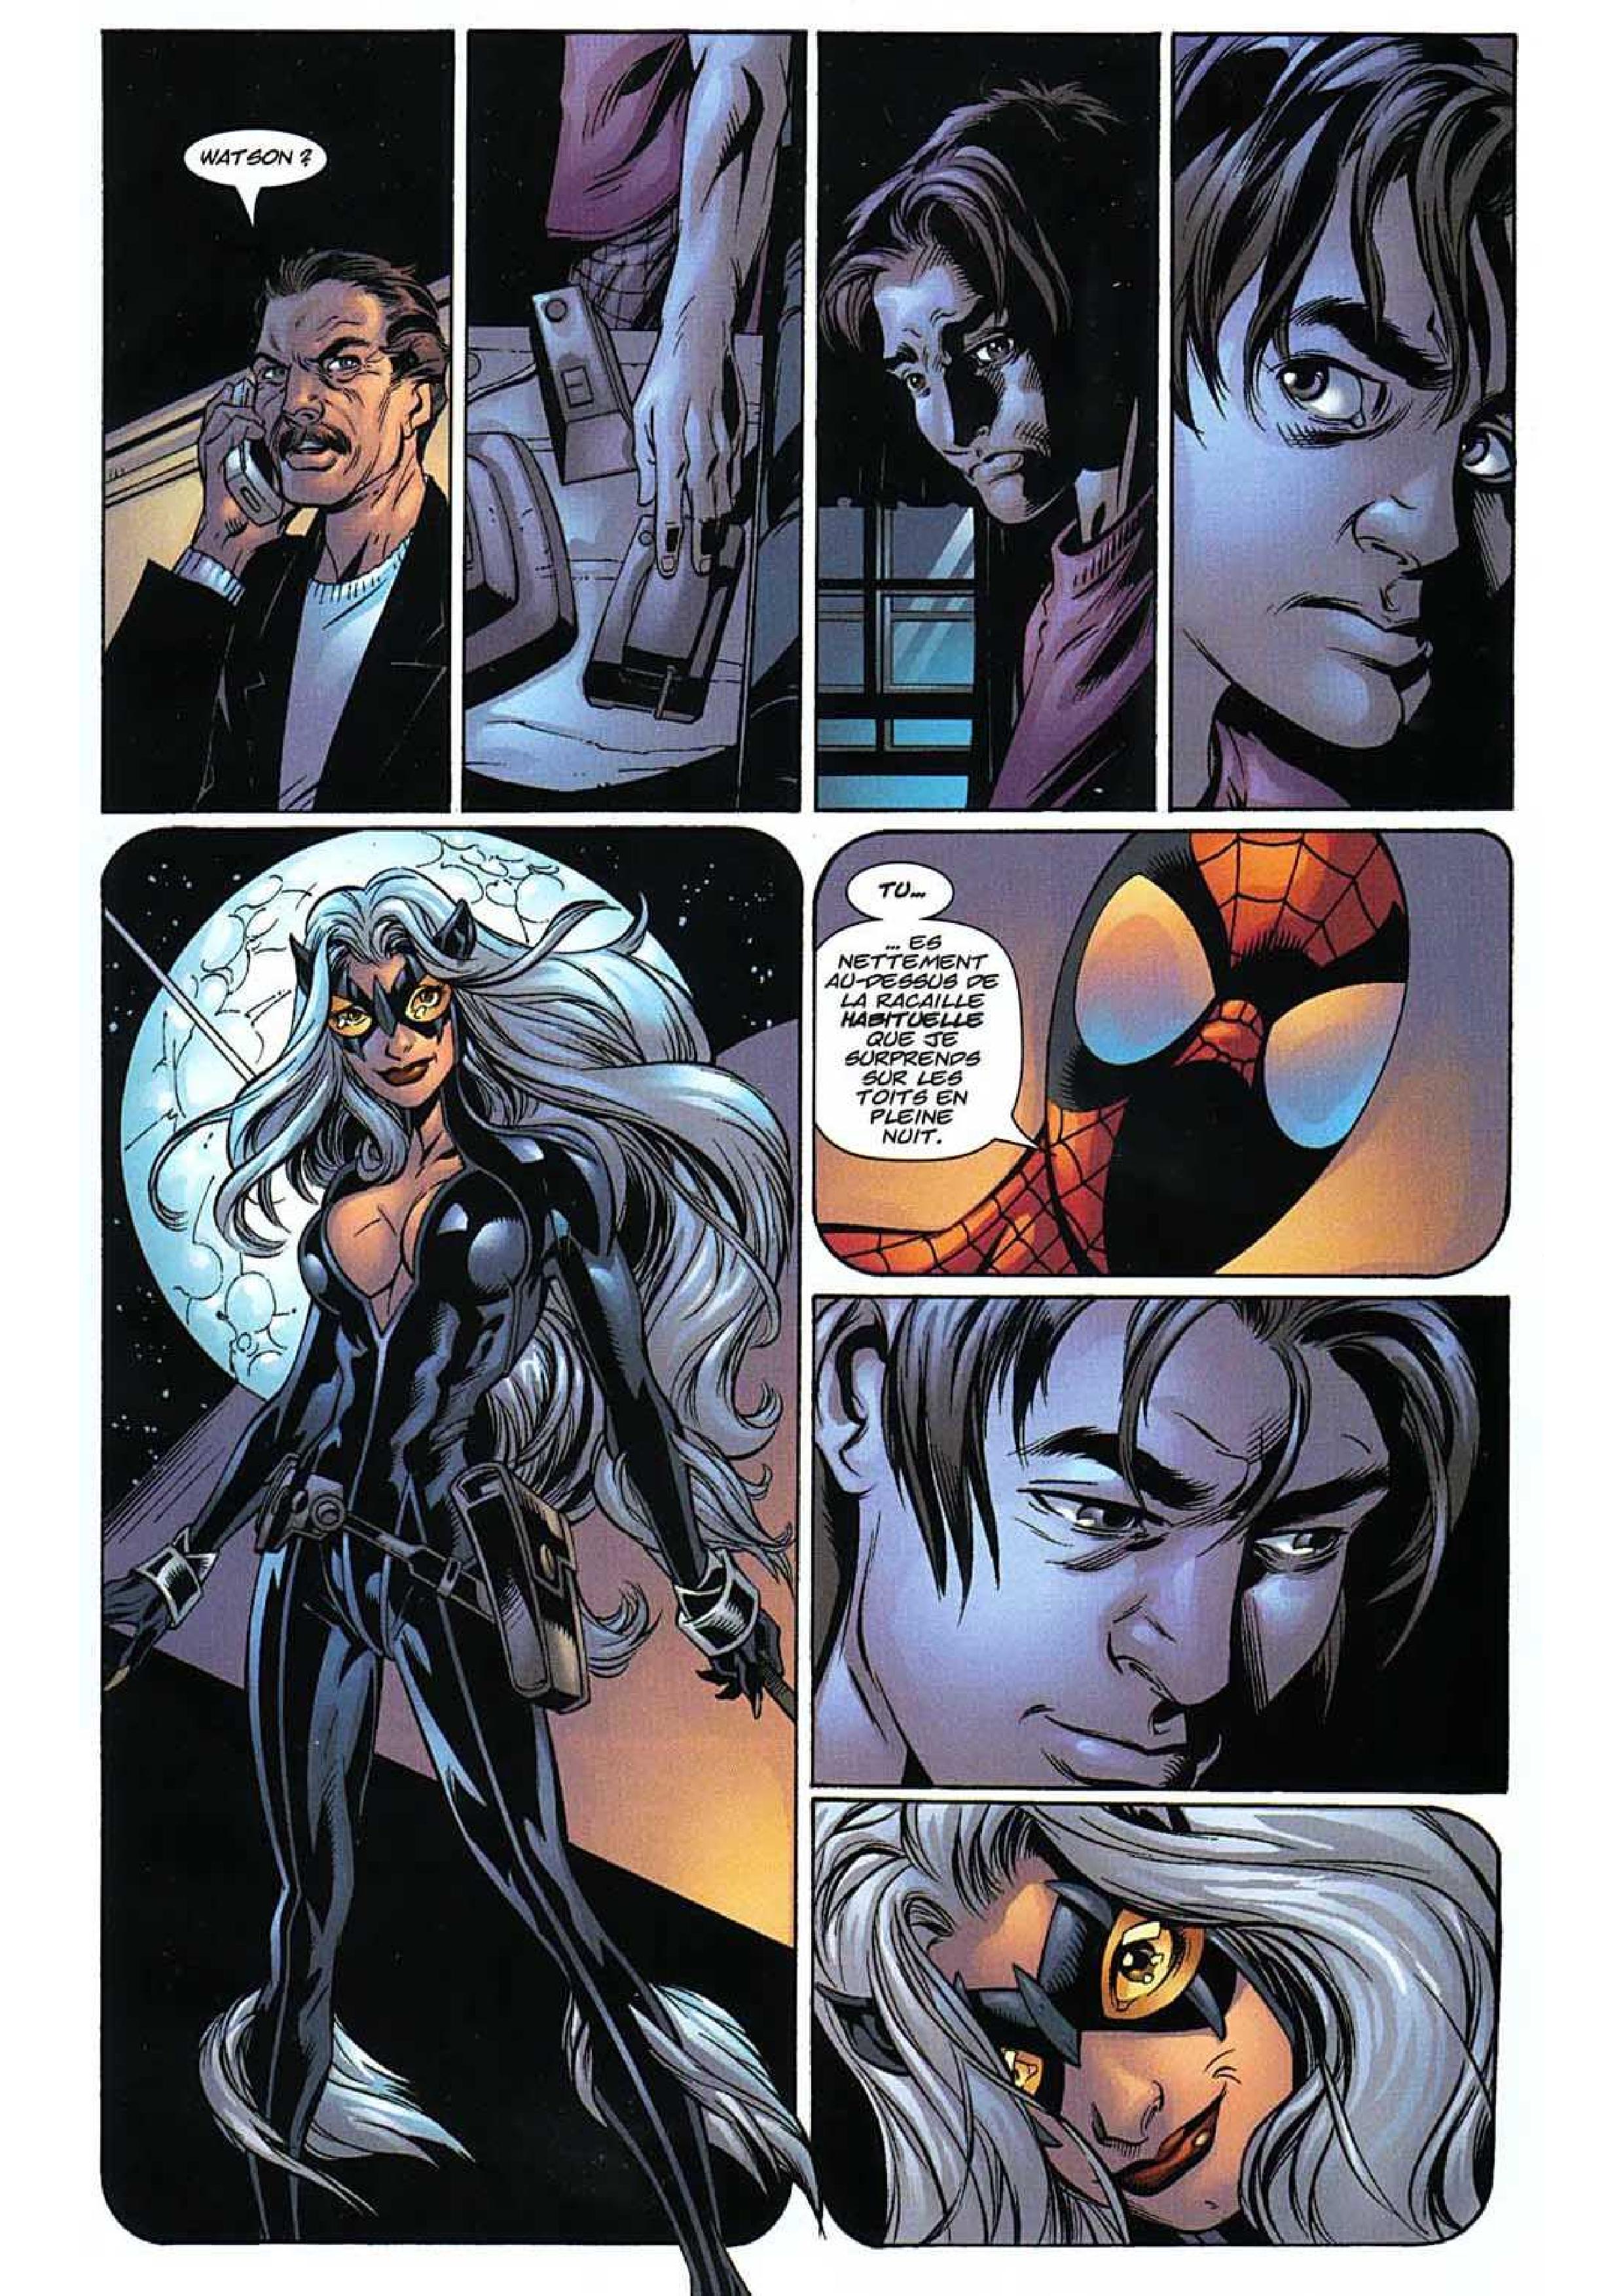 WATSON ?
TU...
... ES
NETTEMENT
AU-DESSUS DE
LA RACAILLE
HABITUELLE
QUE JE
SURPRENDS
SUR LES
TOITS EN
PLEINE
NUIT.